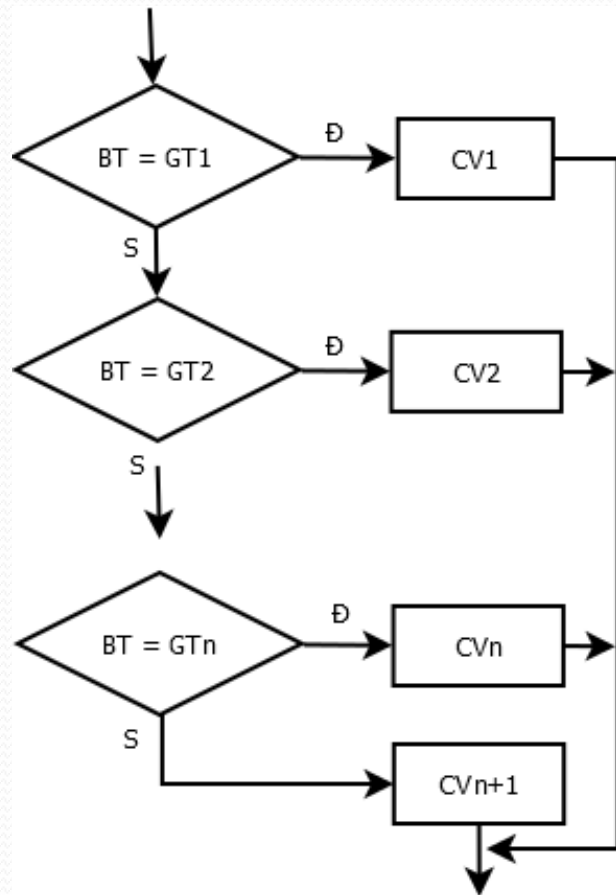 BT = GT1
Đ
CV1
S
BT = GT2
Đ
CV2
S
BT = GTn
Đ
CVn
S
CVn+1